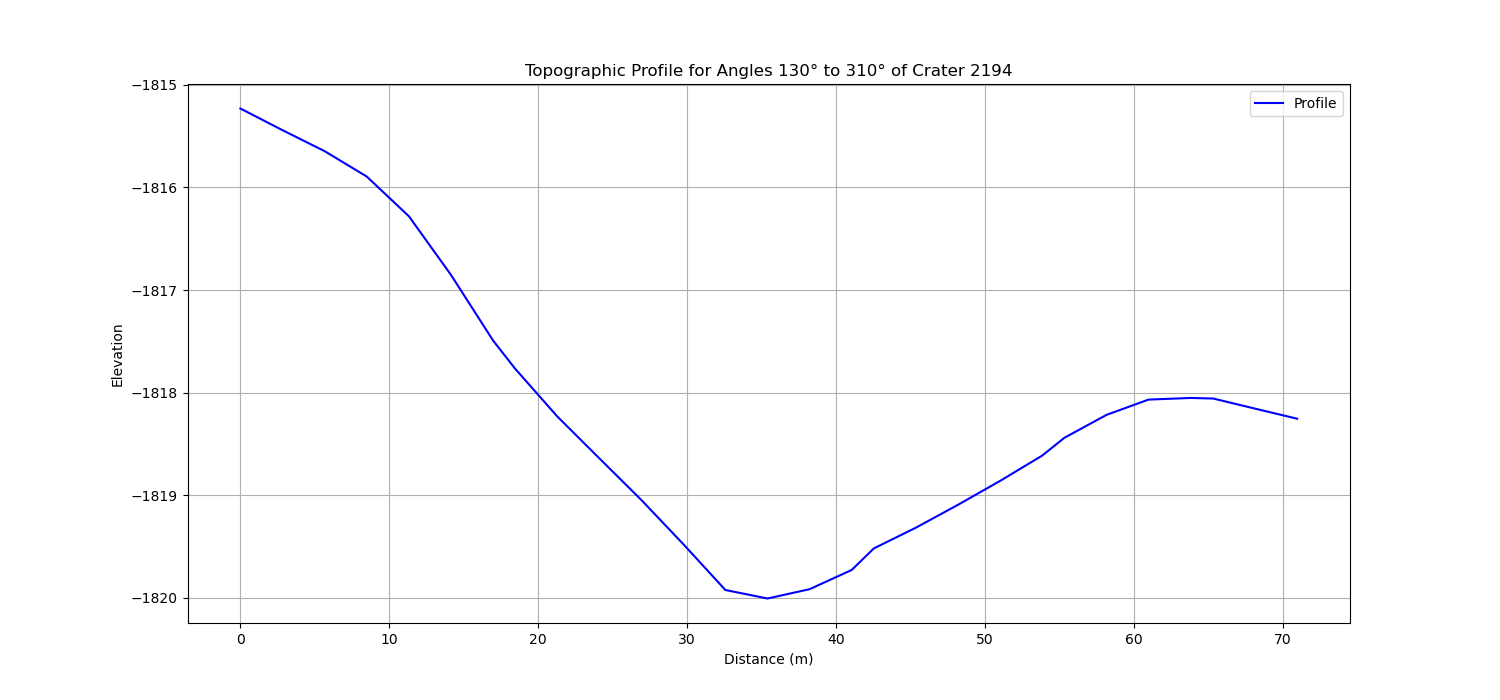 Topographic Profile for Angles 130° to 310° of Crater 2194
Profile
Elevation
−1815
−1816
−1817
−1818
−1819
−1820
0 10 20 30 40 50 60 70
Distance (m)